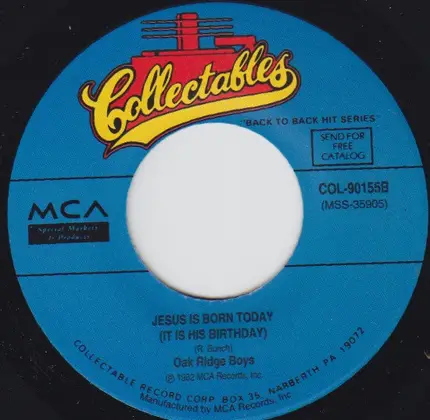 Collectables
"BACK TO BACK HIT SERIES"
SEND FOR
FREE
CATALOG
COL-90155B
(MSS-35905)
MCA
Special Markets
& Products
JESUS IS BORN TODAY
(IT IS HIS BIRTHDAY)
(R. Bunch)
Oak Ridge Boys
℗ 1982 MCA Records, Inc.
COLLECTABLE RECORD CORP. BOX 35, NARBERTH PA 19072
Manufactured by MCA Records, Inc